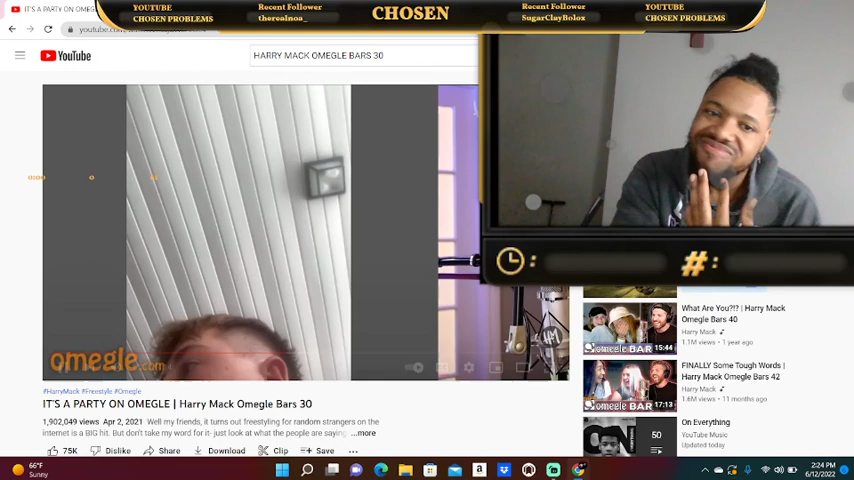 IT'S A PARTY ON OMEG
YOUTUBE
CHOSEN PROBLEMS
Recent Follower
therealnoa_
CHOSEN
Recent Follower
SugarClayBolox
YOUTUBE
CHOSEN PROBLEMS
YouTube
HARRY MACK OMEGLE BARS 30
omegle.com
#:
#HarryMack #Freestyle #Omegle
IT'S A PARTY ON OMEGLE | Harry Mack Omegle Bars 30
1,902,049 views Apr 2, 2021 Well my friends, it turns out freestyling for random strangers on the
internet is a BIG hit. But don't take my word for it- just look at what the people are saying ...more
75K Dislike Share Download Clip Save
What Are You?!? | Harry Mack
Omegle Bars 40
Harry Mack
1.1M views • 1 year ago
omegle BAR 15:44
FINALLY Some Tough Words |
Harry Mack Omegle Bars 42
Harry Mack
1.6M views • 11 months ago
omegle BAR 17:13
On Everything
YouTube Music
Updated today
ON
50
66°F
Sunny
2:24 PM
6/12/2022